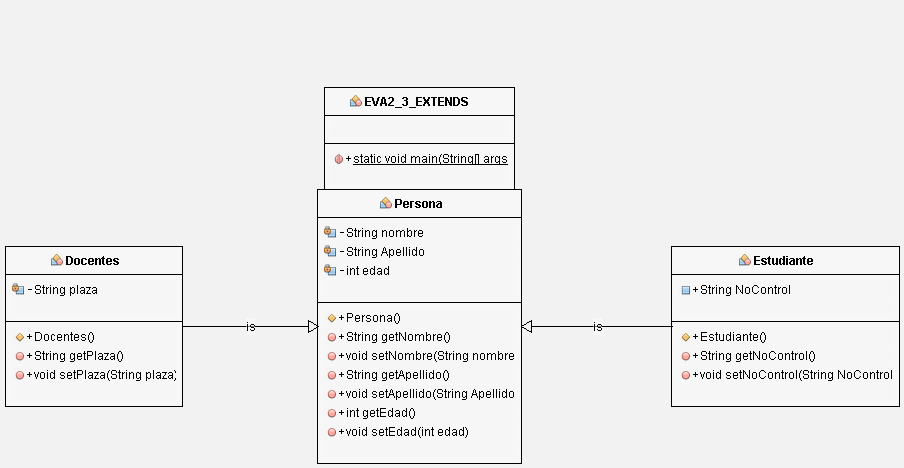 EVA2_3_EXTENDS
+static void main(String[] args
Persona
-String nombre
-String Apellido
-int edad
+Persona()
+String getNombre()
+void setNombre(String nombre
+String getApellido()
+void setApellido(String Apellido
+int getEdad()
+void setEdad(int edad)
Docentes
-String plaza
+Docentes()
+String getPlaza()
+void setPlaza(String plaza)
is
is
Estudiante
+String NoControl
+Estudiante()
+String getNoControl()
+void setNoControl(String NoControl